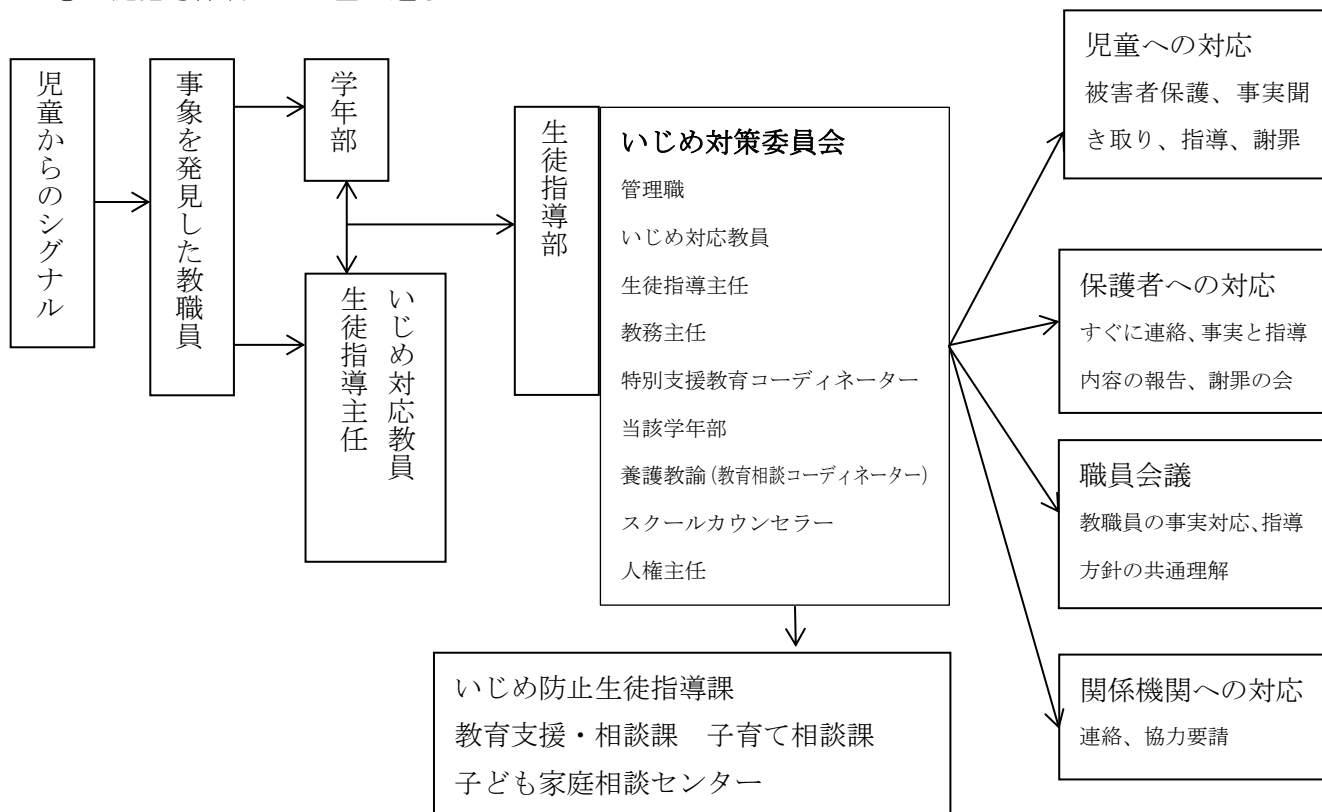 児童からのシグナル
事象を発見した教職員
学年部
いじめ対応教員
生徒指導主任
生徒指導部
いじめ対策委員会
管理職
いじめ対応教員
生徒指導主任
教務主任
特別支援教育コーディネーター
当該学年部
養護教諭(教育相談コーディネーター)
スクールカウンセラー
人権主任
いじめ防止生徒指導課
教育支援・相談課　子育て相談課
子ども家庭相談センター
児童への対応
被害者保護、事実聞
き取り、指導、謝罪
保護者への対応
すぐに連絡、事実と指導
内容の報告、謝罪の会
職員会議
教職員の事実対応、指導
方針の共通理解
関係機関への対応
連絡、協力要請